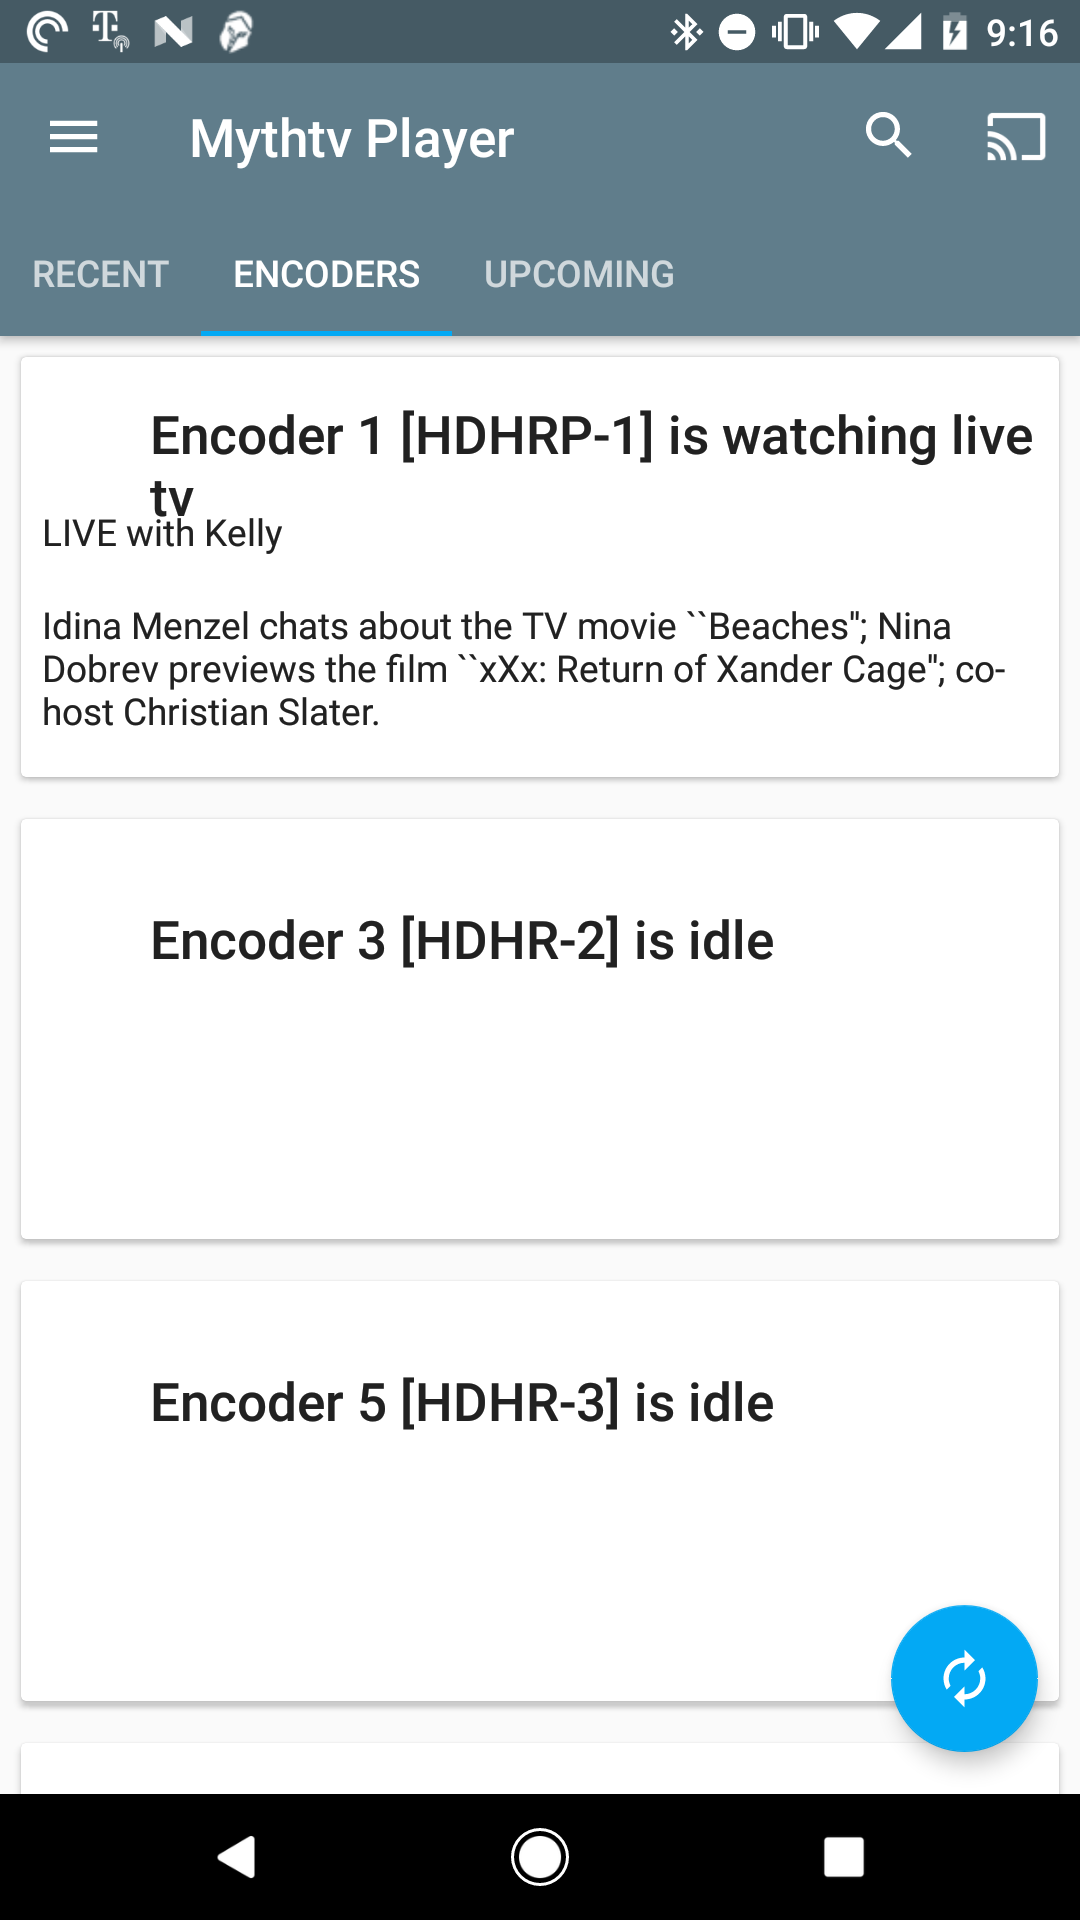 9:16
Mythtv Player
RECENT ENCODERS UPCOMING
Encoder 1 [HDHRP-1] is watching live
tv
LIVE with Kelly
Idina Menzel chats about the TV movie ``Beaches''; Nina
Dobrev previews the film ``xXx: Return of Xander Cage''; co-
host Christian Slater.
Encoder 3 [HDHR-2] is idle
Encoder 5 [HDHR-3] is idle